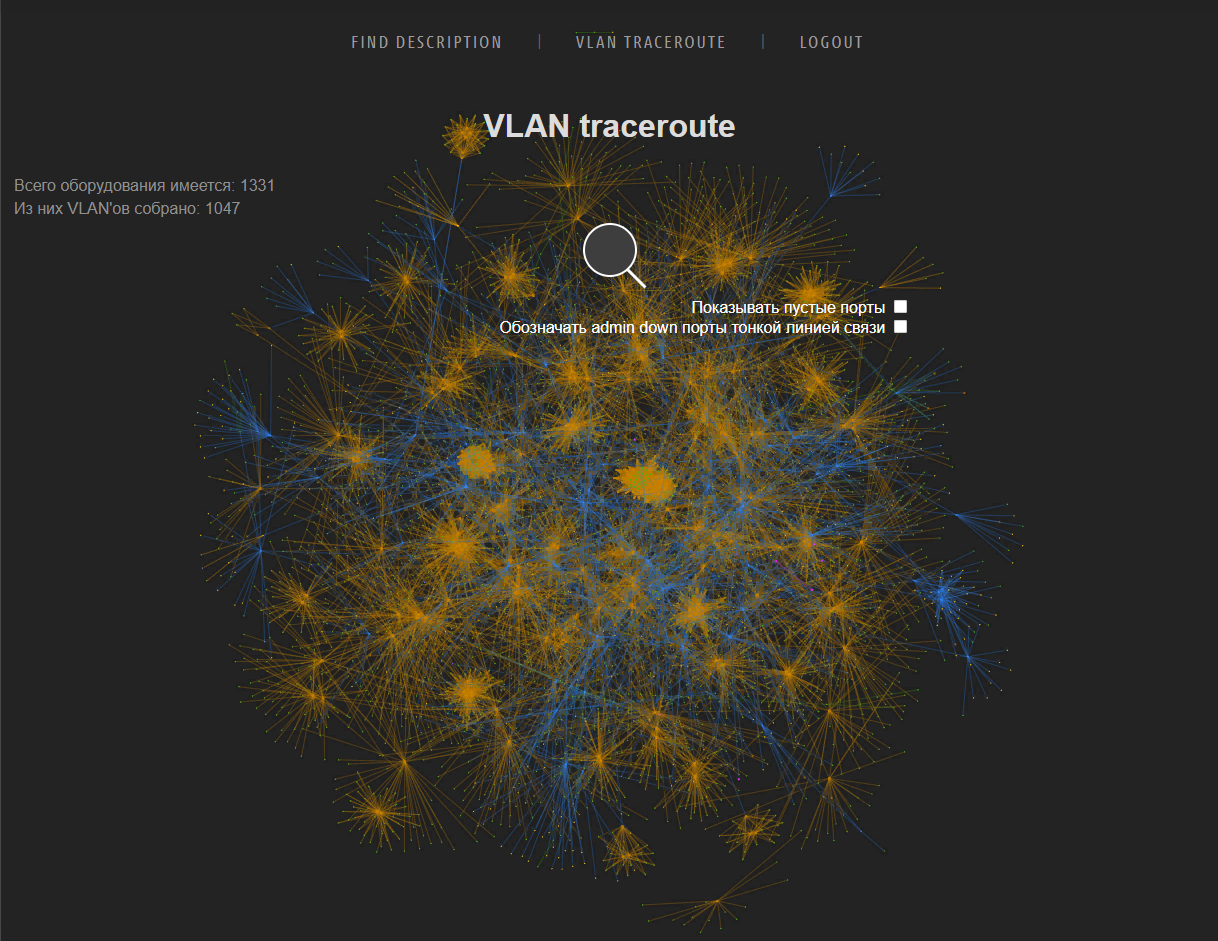 FIND DESCRIPTION | VLAN TRACEROUTE | LOGOUT
VLAN traceroute
Всего оборудования имеется: 1331
Из них VLAN'ов собрано: 1047
Показывать пустые порты
Обозначать admin down порты тонкой линией связи